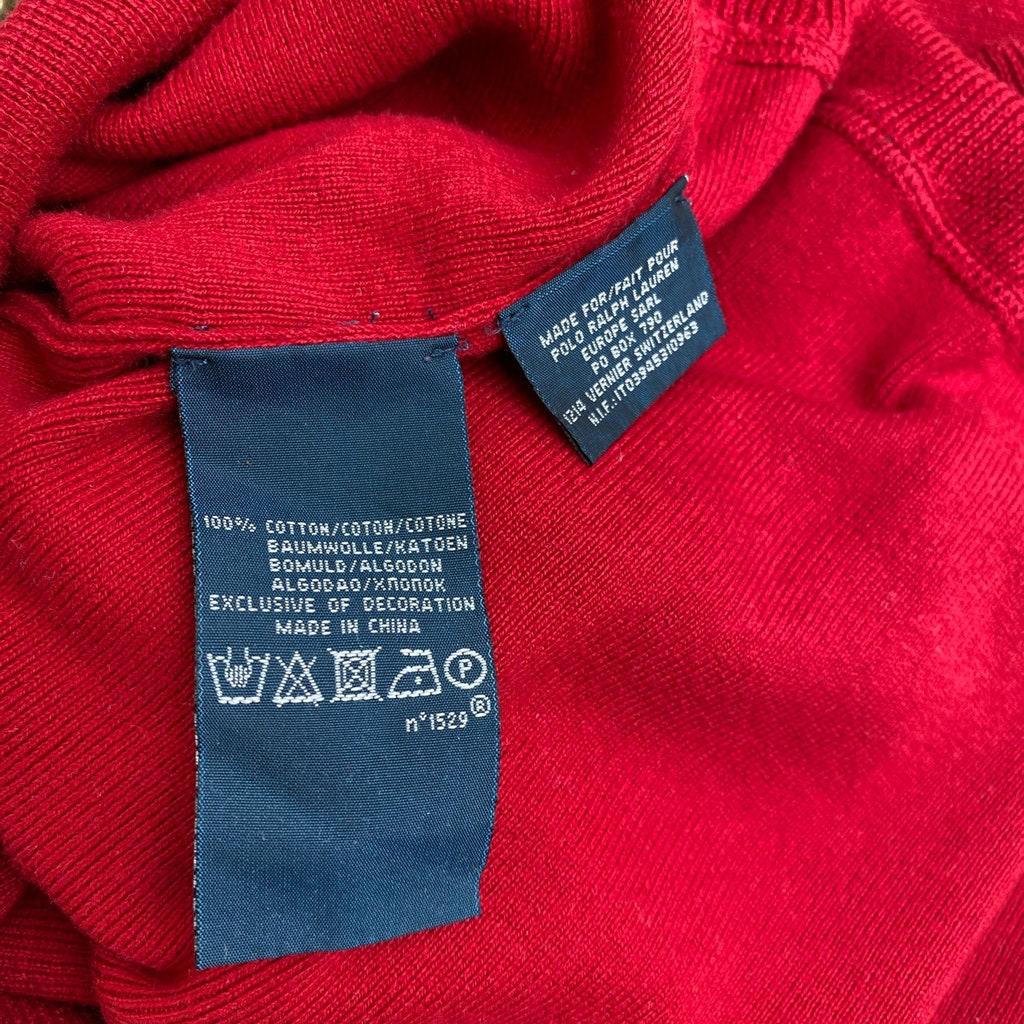 100% COTTON/COTON/COTONE
BAUMWOLLE/KATOEN
BOMULD/ALGODON
ALGODAO/ХЛОПОК
EXCLUSIVE OF DECORATION
MADE IN CHINA
P
n°1529®
MADE FOR/FAIT POUR
POLO RALPH LAUREN
EUROPE SARL
PO BOX 790
1214 VERNIER SWITZERLAND
N.I.F.:IT03945310963